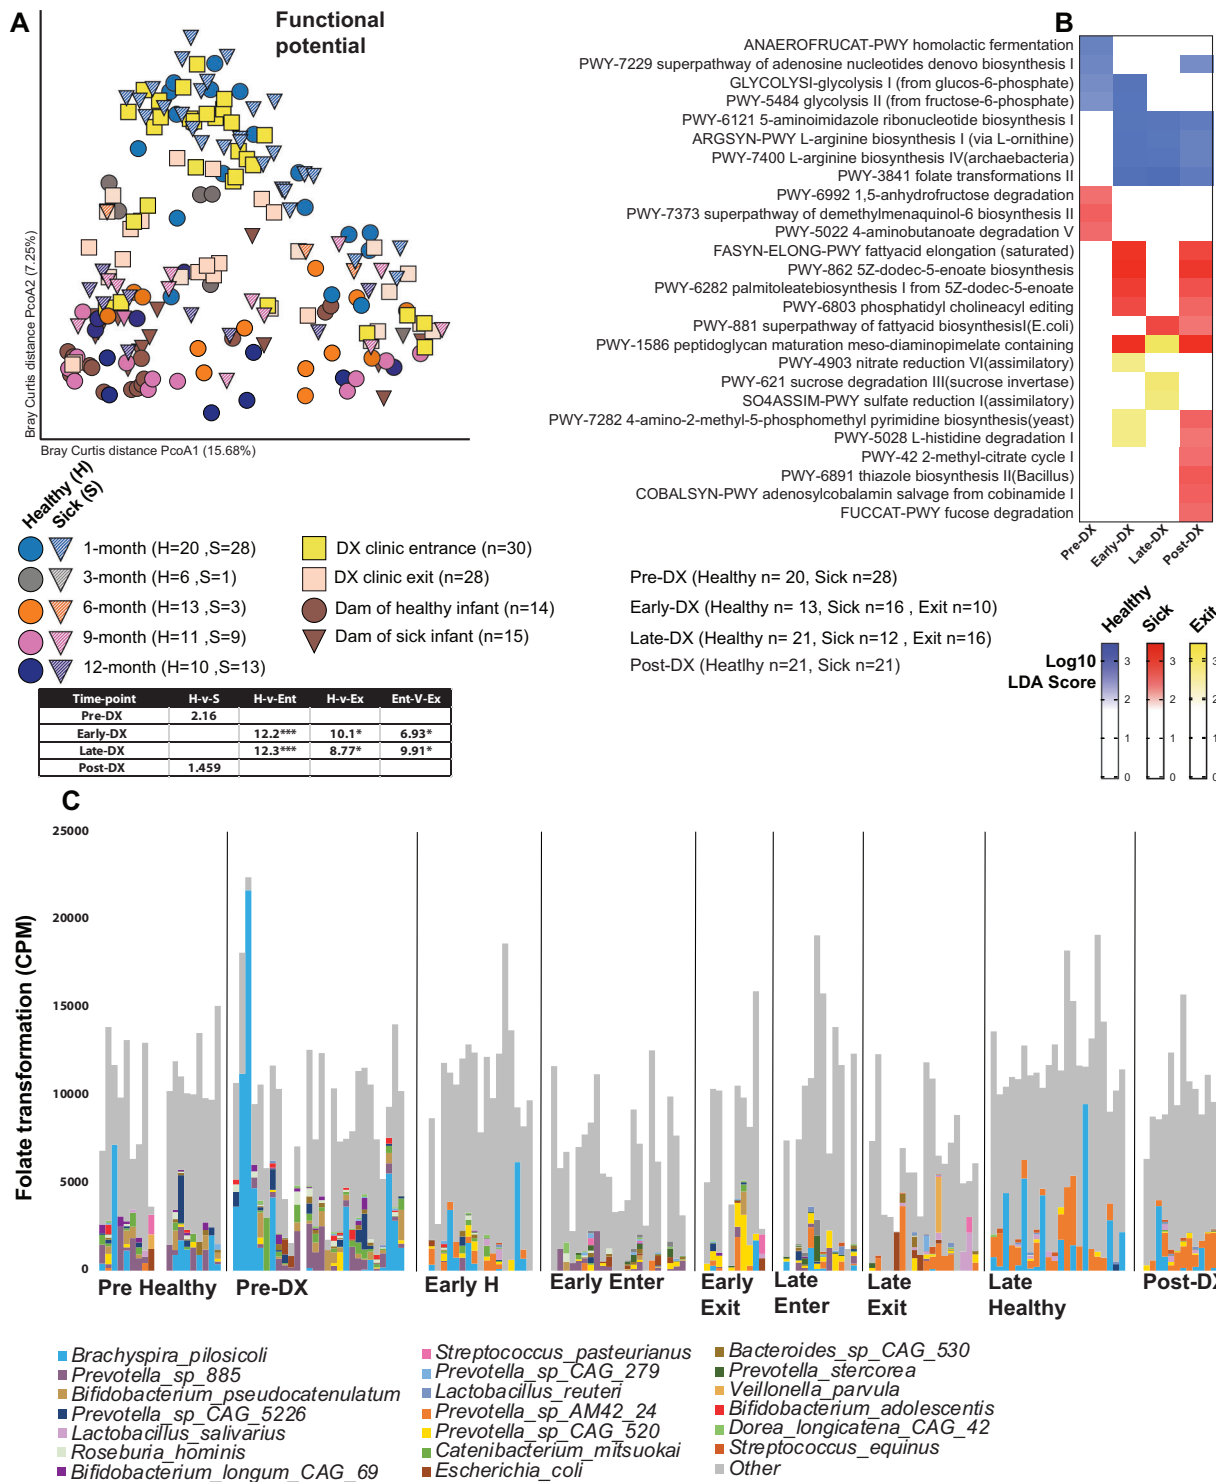 A
Functional
potential
Bray Curtis distance PcoA2 (7.25%)
Bray Curtis distance PcoA1 (15.68%)
B
ANAEROFRUCAT-PWY homolactic fermentation
PWY-7229 superpathway of adenosine nucleotides denovo biosynthesis I
GLYCOLYSI-glycolysis I (from glucos-6-phosphate)
PWY-5484 glycolysis II (from fructose-6-phosphate)
PWY-6121 5-aminoimidazole ribonucleotide biosynthesis I
ARGSYN-PWY L-arginine biosynthesis I (via L-ornithine)
PWY-7400 L-arginine biosynthesis IV(archaebacteria)
PWY-3841 folate transformations II
PWY-6992 1,5-anhydrofructose degradation
PWY-7373 superpathway of demethylmenaquinol-6 biosynthesis II
PWY-5022 4-aminobutanoate degradation V
FASYN-ELONG-PWY fattyacid elongation (saturated)
PWY-862 5Z-dodec-5-enoate biosynthesis
PWY-6282 palmitoleatebiosynthesis I from 5Z-dodec-5-enoate
PWY-6803 phosphatidyl cholineacyl editing
PWY-881 superpathway of fattyacid biosynthesisI(E.coli)
PWY-1586 peptidoglycan maturation meso-diaminopimelate containing
PWY-4903 nitrate reduction VI(assimilatory)
PWY-621 sucrose degradation III(sucrose invertase)
SO4ASSIM-PWY sulfate reduction I(assimilatory)
PWY-7282 4-amino-2-methyl-5-phosphomethyl pyrimidine biosynthesis(yeast)
PWY-5028 L-histidine degradation I
PWY-42 2-methyl-citrate cycle I
PWY-6891 thiazole biosynthesis II(Bacillus)
COBALSYN-PWY adenosylcobalamin salvage from cobinamide I
FUCCAT-PWY fucose degradation
Pre-DX Early-DX Late-DX Post-DX
Healthy (H)
Sick (S)
1-month (H=20 ,S=28)
3-month (H=6 ,S=1)
6-month (H=13 ,S=3)
9-month (H=11 ,S=9)
12-month (H=10 ,S=13)
DX clinic entrance (n=30)
DX clinic exit (n=28)
Dam of healthy infant (n=14)
Dam of sick infant (n=15)
Pre-DX (Healthy n= 20, Sick n=28)
Early-DX (Healthy n= 13, Sick n=16 , Exit n=10)
Late-DX (Healthy n= 21, Sick n=12 , Exit n=16)
Post-DX (Heatlhy n=21, Sick n=21)
Healthy Sick Exit
Log10
LDA Score
3 3 3
2 2 2
1 1 1
0 0 0
Time-point H-v-S H-v-Ent H-v-Ex Ent-V-Ex
Pre-DX 2.16
Early-DX 12.2*** 10.1* 6.93*
Late-DX 12.3*** 8.77* 9.91*
Post-DX 1.459
C
Folate transformation (CPM)
25000
20000
15000
10000
5000
0
Pre Healthy
Pre-DX
Early H
Early Enter
Early
Exit
Late
Enter
Late
Exit
Late
Healthy
Post-DX
Brachyspira_pilosicoli
Prevotella_sp_885
Bifidobacterium_pseudocatenulatum
Prevotella_sp_CAG_5226
Lactobacillus_salivarius
Roseburia_hominis
Bifidobacterium_longum_CAG_69
Streptococcus_pasteurianus
Prevotella_sp_CAG_279
Lactobacillus_reuteri
Prevotella_sp_AM42_24
Prevotella_sp_CAG_520
Catenibacterium_mitsuokai
Escherichia_coli
Bacteroides_sp_CAG_530
Prevotella_stercorea
Veillonella_parvula
Bifidobacterium_adolescentis
Dorea_longicatena_CAG_42
Streptococcus_equinus
Other